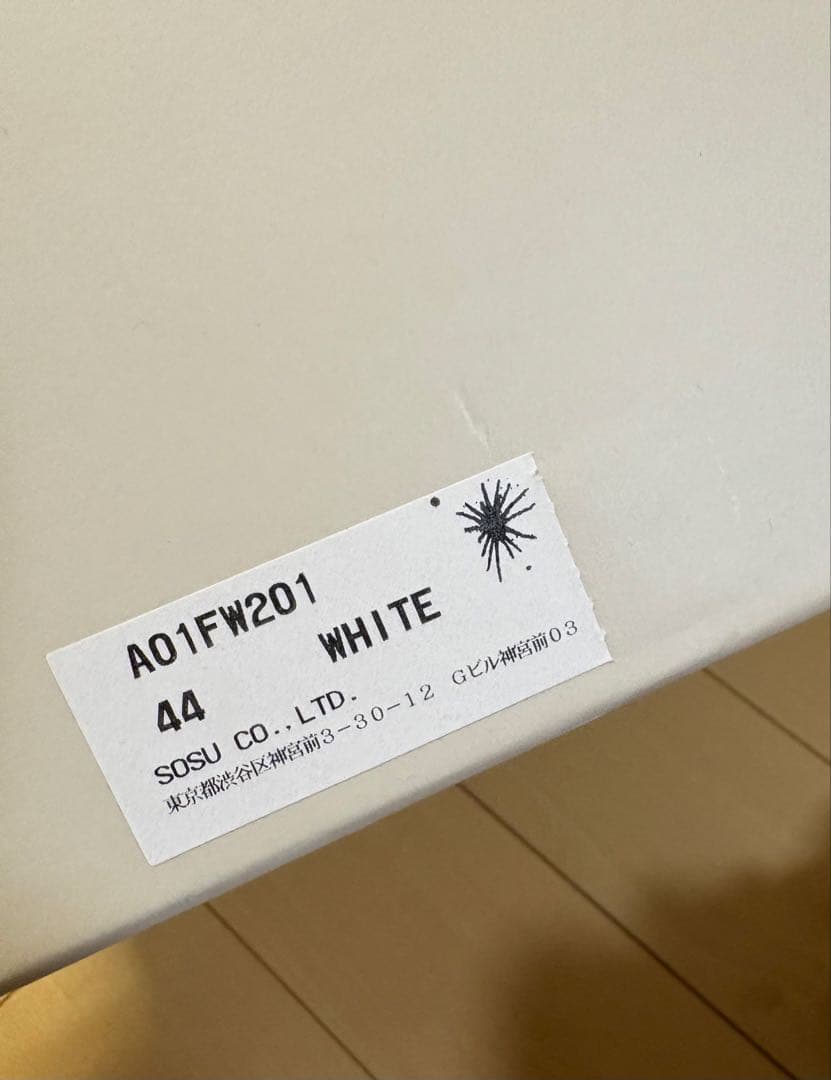 A01FW201
44 WHITE
SOSU CO.,LTD.
東京都渋谷区神宮前3-30-12 Gビル神宮前03